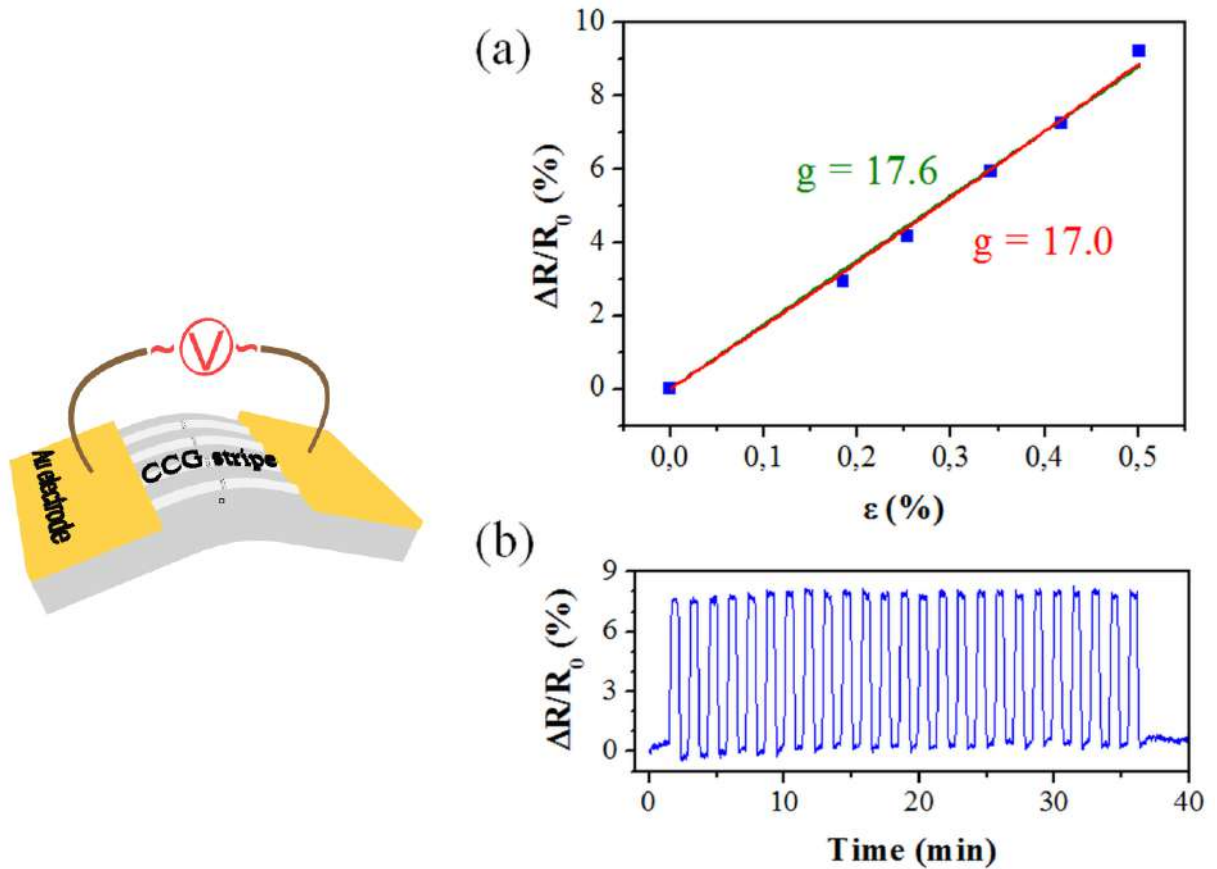 V
Au electrode
CCG stripe
(a)
10
8
6
4
2
0
ΔR/R₀ (%)
g = 17.6
g = 17.0
0,0 0,1 0,2 0,3 0,4 0,5
ε (%)
(b)
9
6
3
0
ΔR/R₀ (%)
0 10 20 30 40
Time (min)